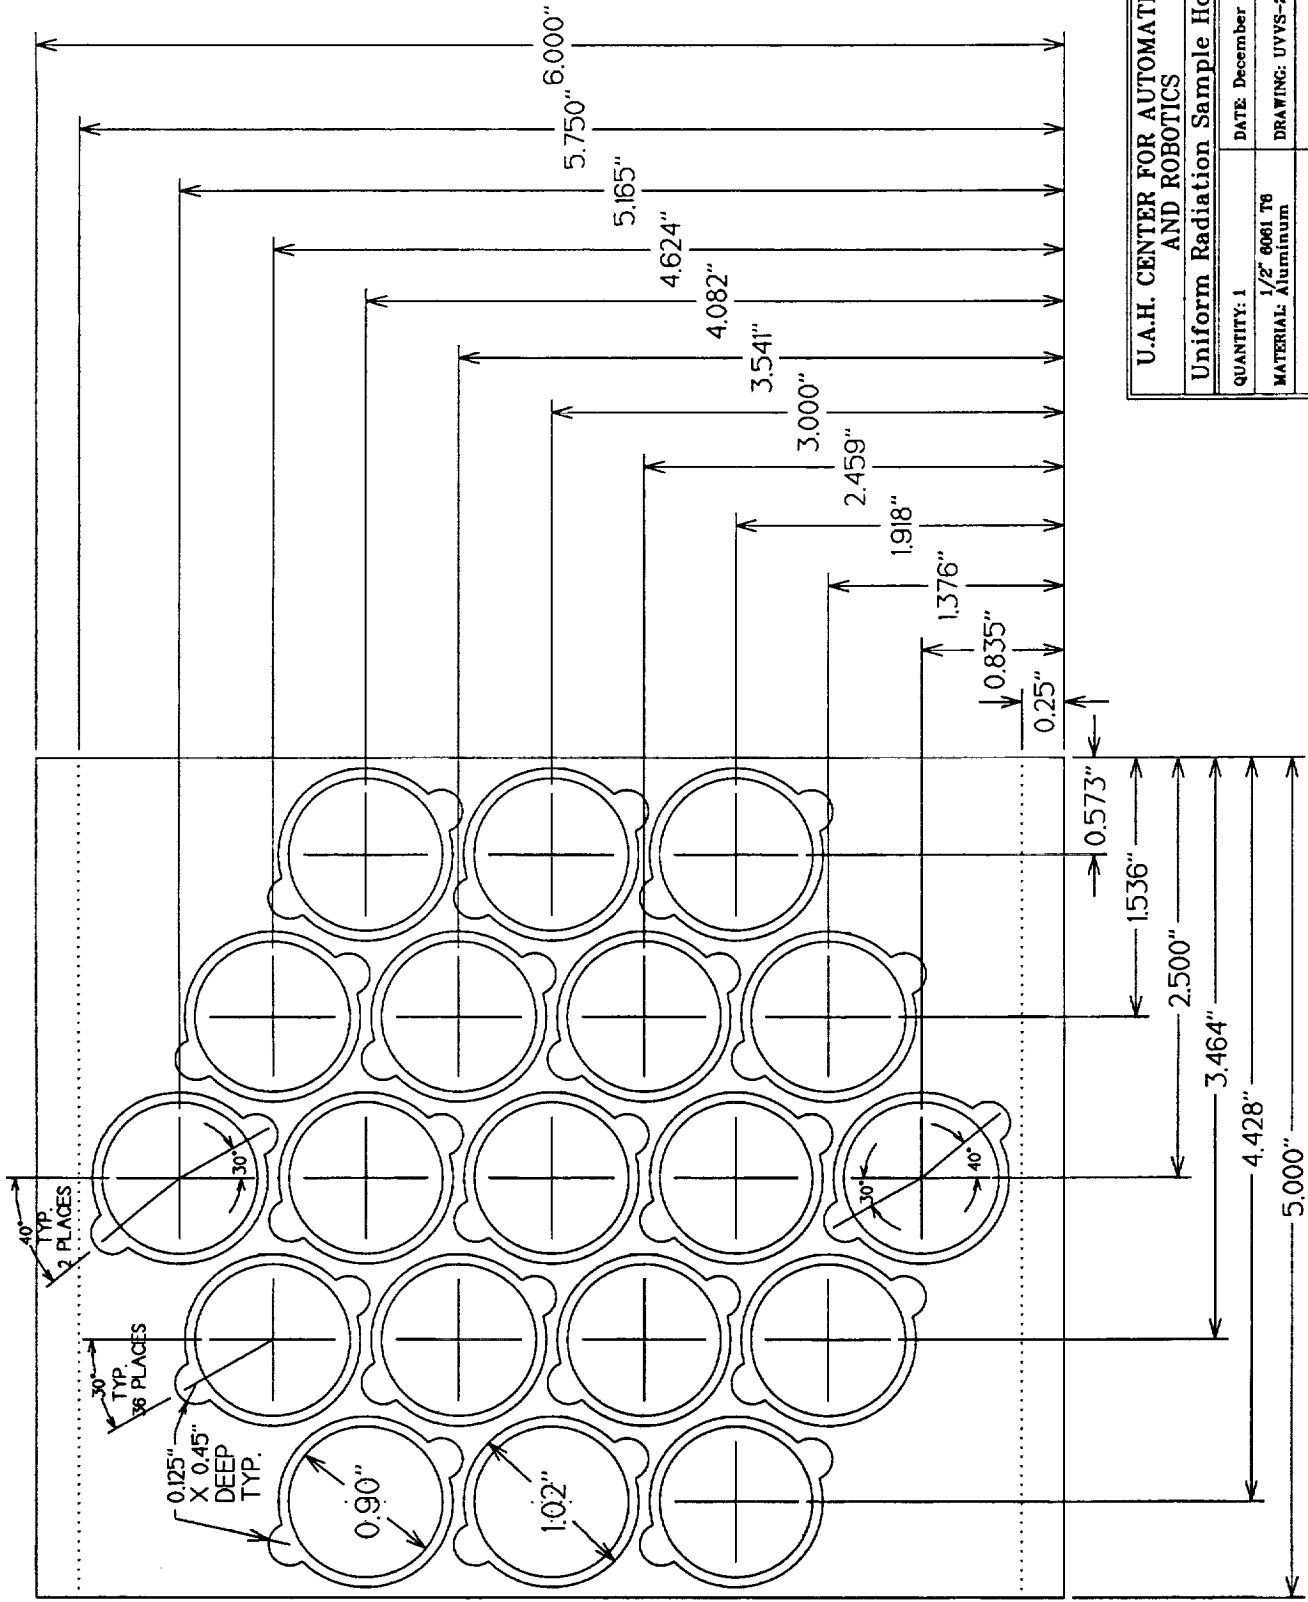 40°
TYP.
2 PLACES
30°
TYP.
36 PLACES
0.125"
X 0.45"
DEEP
TYP.
0.90"
1.02"
30°
30°
40°
6.000"
5.750"
5.165"
4.624"
4.082"
3.541"
3.000"
2.459"
1.918"
1.376"
0.835"
0.25"
0.573"
1.536"
2.500"
3.464"
4.428"
5.000"
U.A.H. CENTER FOR AUTOMATI
AND ROBOTICS
Uniform Radiation Sample Ho
QUANTITY: 1
DATE: December
1/2" 6061 T6
MATERIAL: Aluminum
DRAWING: UVVS-2